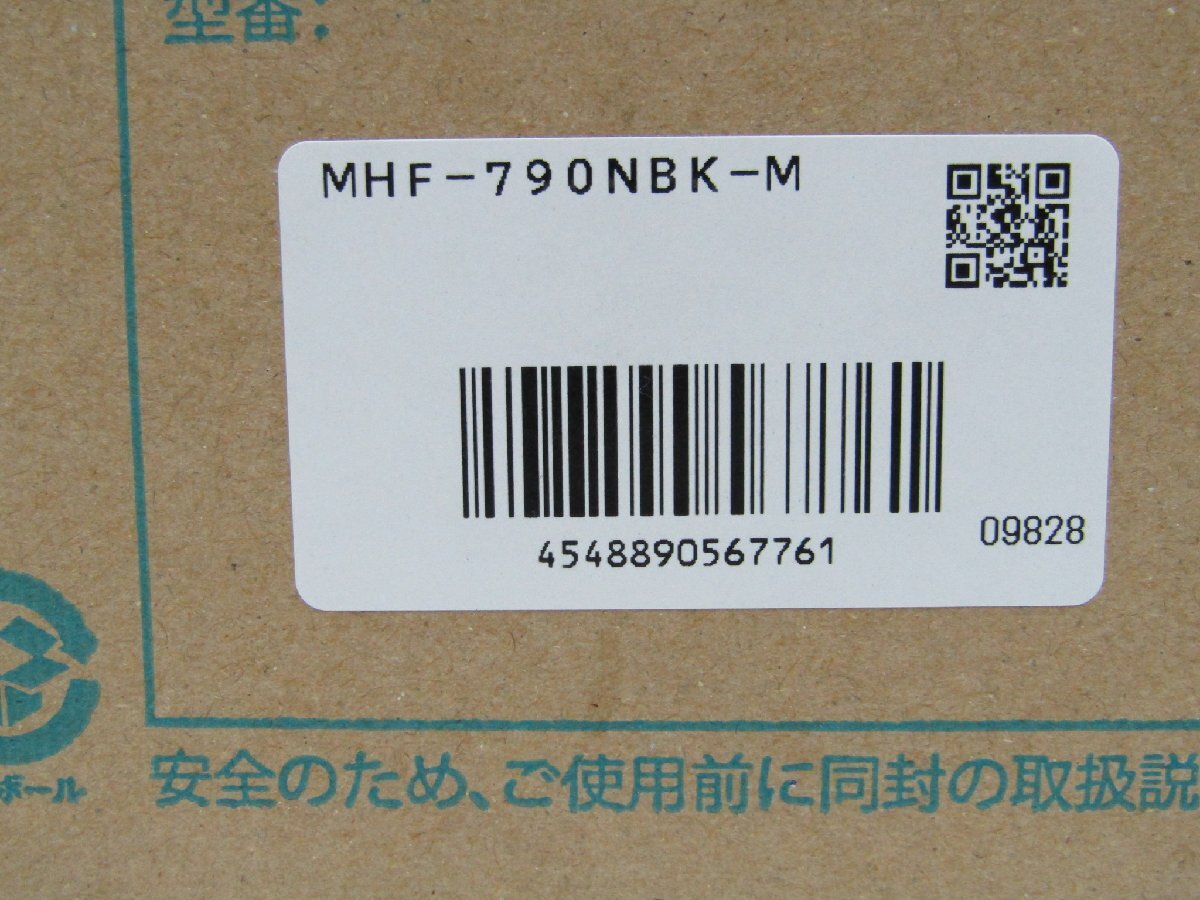 型番:
MHF-790NBK-M
4548890567761
09828
ボール
安全のため、ご使用前に同封の取扱説